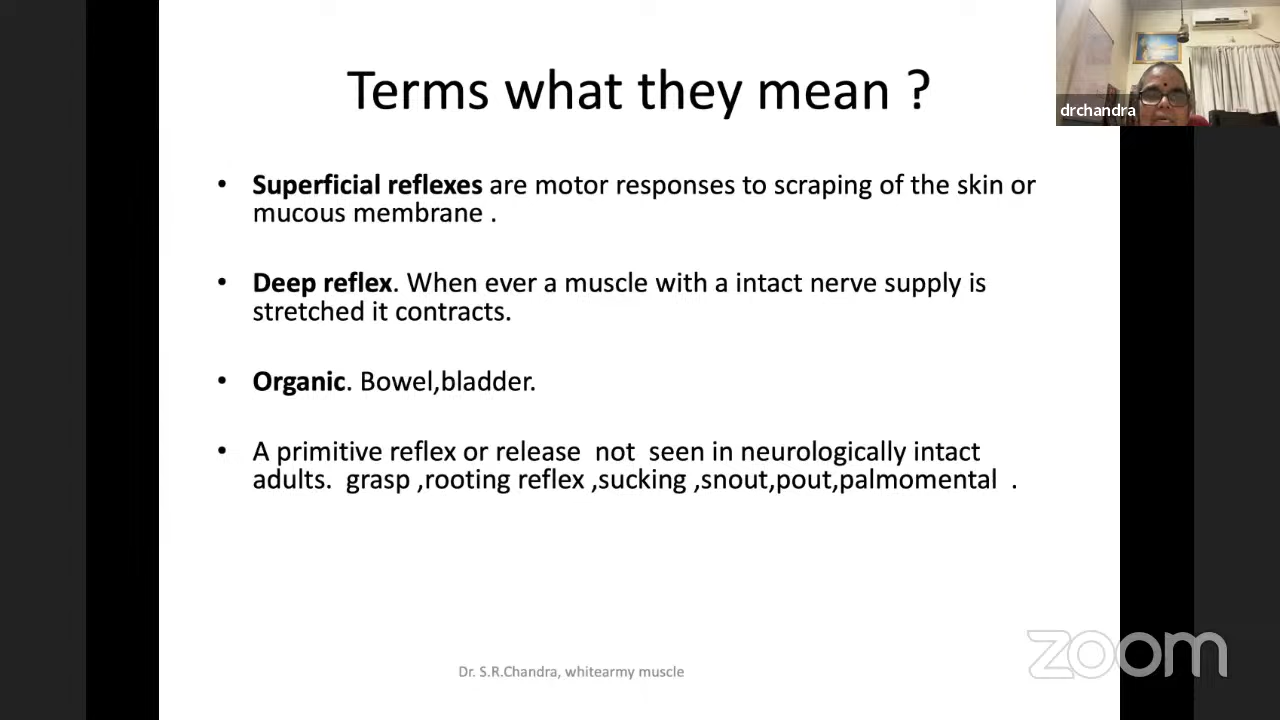 Terms what they mean ?
drchandra
• Superficial reflexes are motor responses to scraping of the skin or
mucous membrane .
• Deep reflex. When ever a muscle with a intact nerve supply is
stretched it contracts.
• Organic. Bowel,bladder.
• A primitive reflex or release not seen in neurologically intact
adults. grasp ,rooting reflex ,sucking ,snout,pout,palmomental .
Dr. S.R.Chandra, whitearmy muscle
zoom